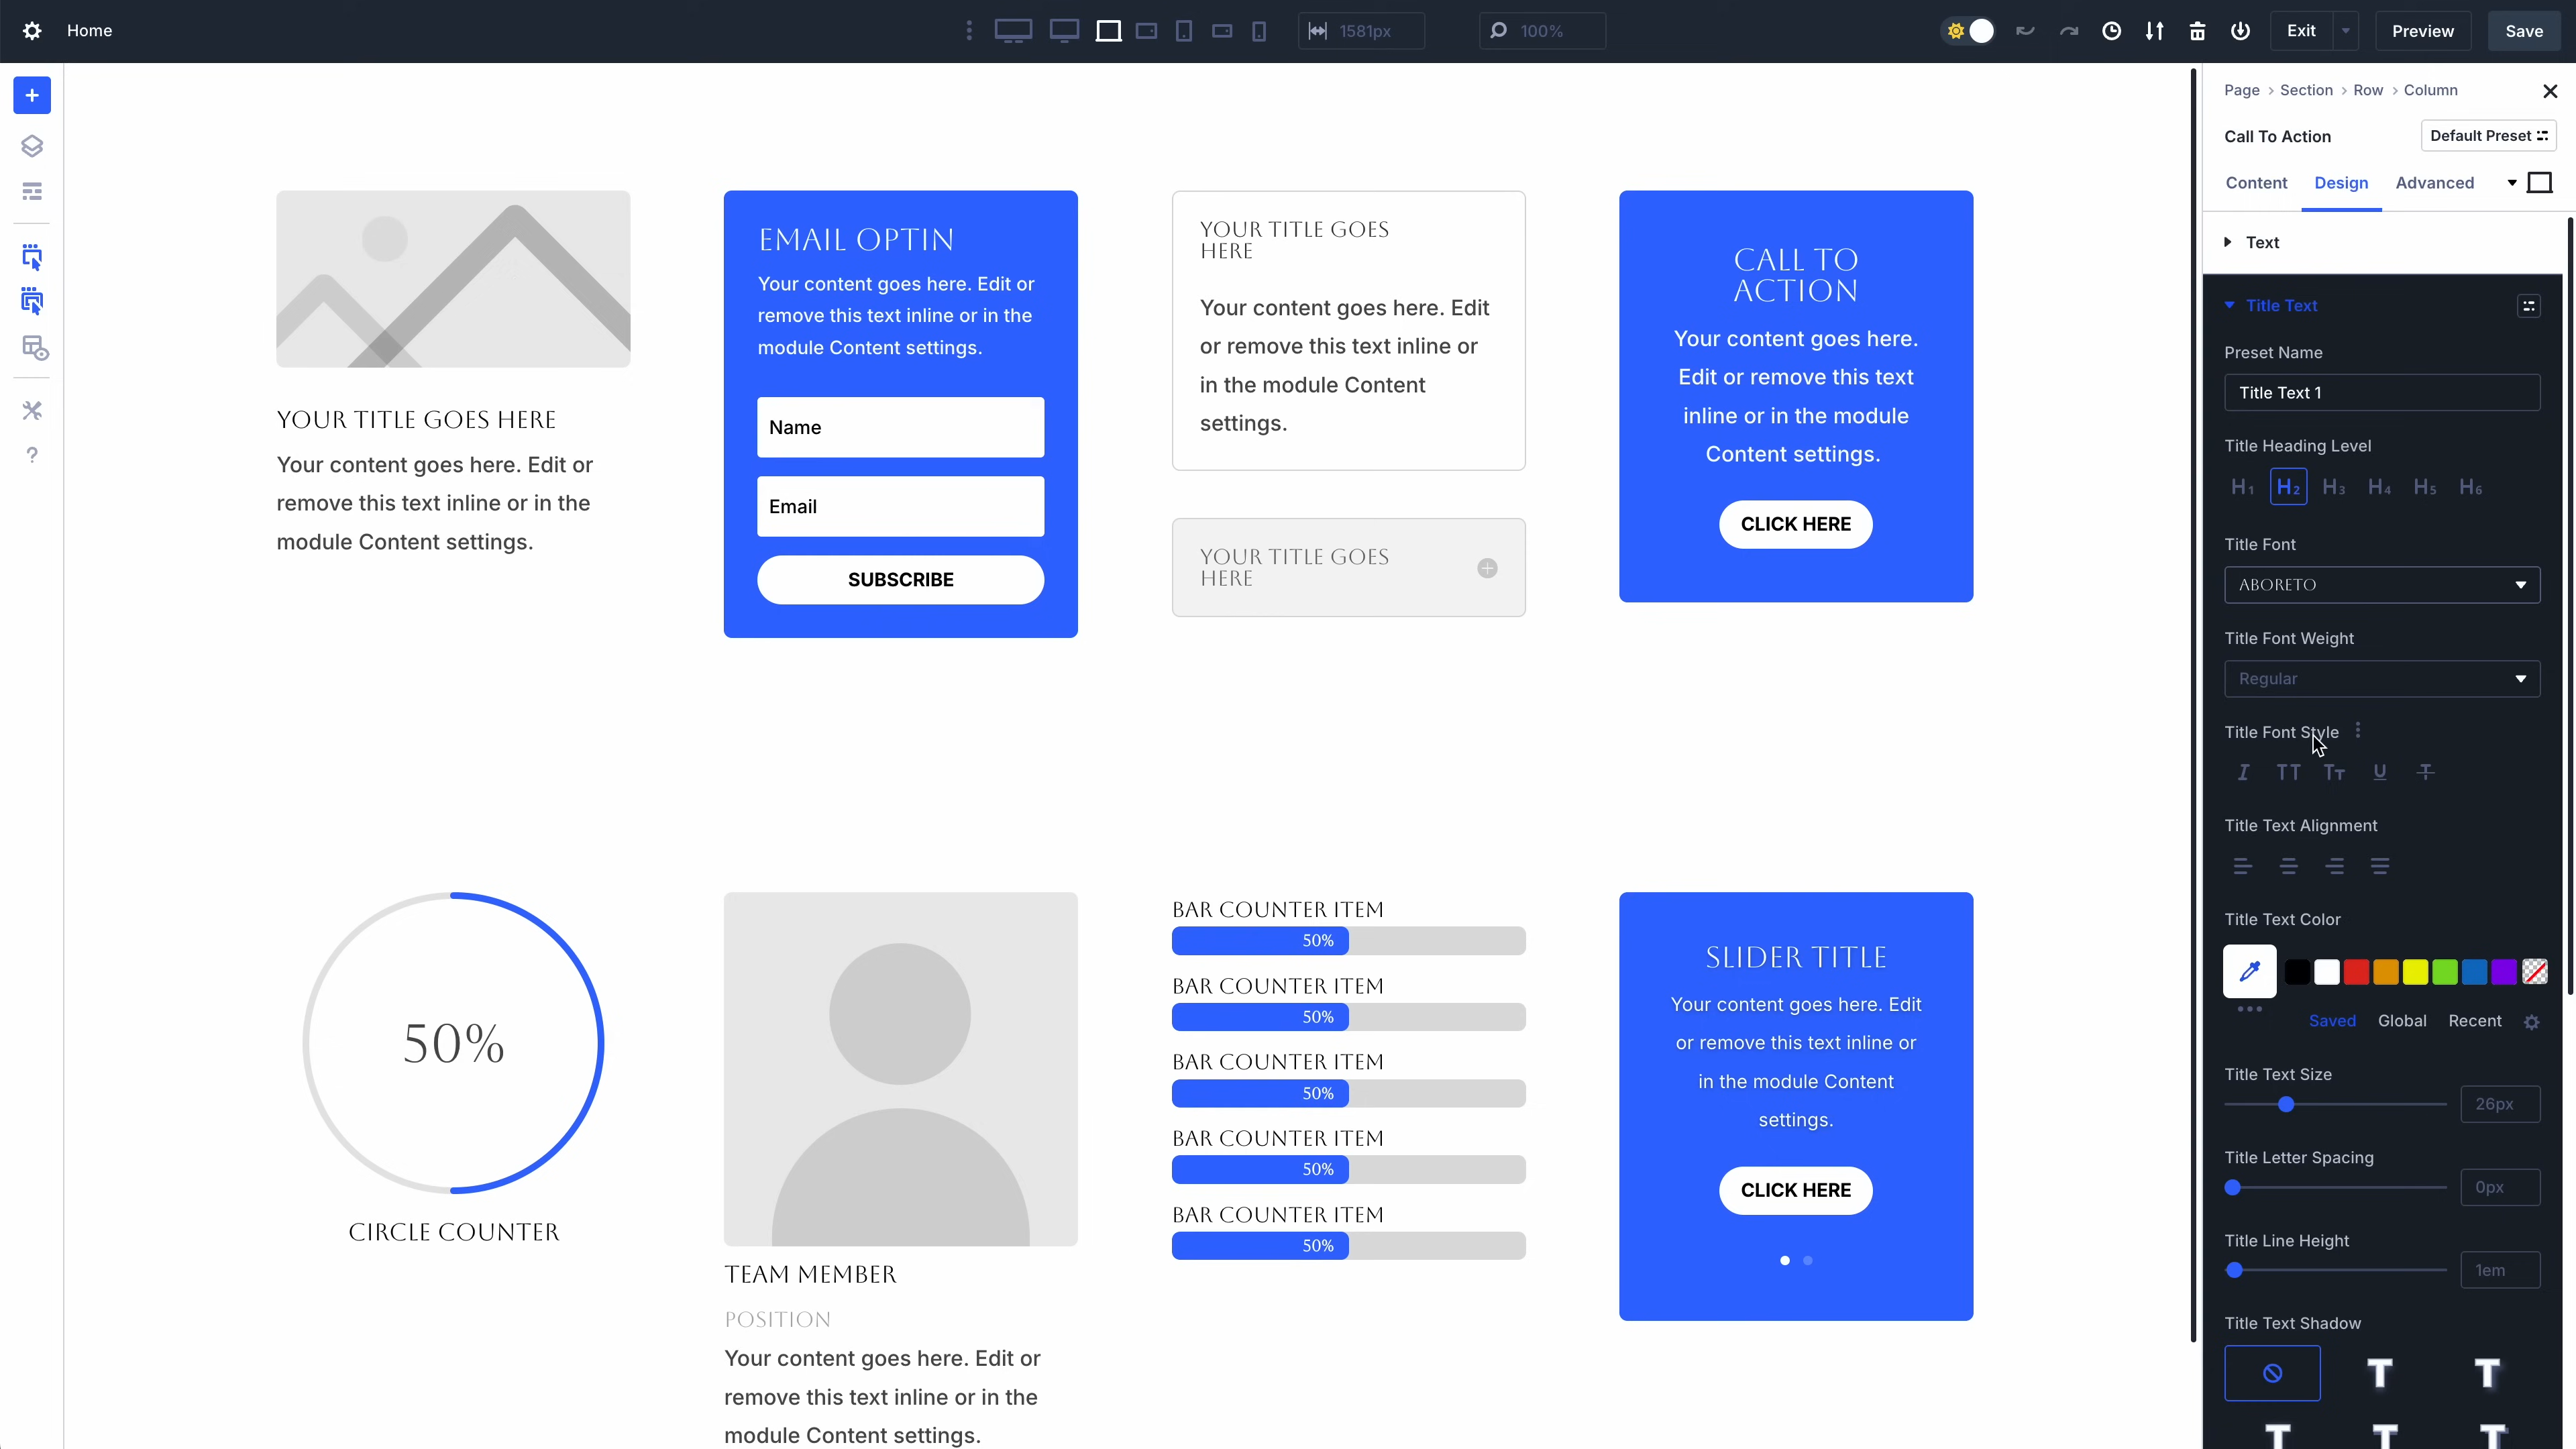 Home
1581px
100%
Exit
Preview
Save
Page > Section > Row > Column
Call To Action
Default Preset
Content
Design
Advanced
Text
Title Text
Preset Name
Title Text 1
Title Heading Level
H1 H2 H3 H4 H5 H6
Title Font
ABORETO
Title Font Weight
Regular
Title Font Style
I TT Tт U T
Title Text Alignment
Title Text Color
Saved
Global
Recent
Title Text Size
26px
Title Letter Spacing
0px
Title Line Height
1em
Title Text Shadow
T T
T T T
?
YOUR TITLE GOES HERE
Your content goes here. Edit or
remove this text inline or in the
module Content settings.
EMAIL OPTIN
Your content goes here. Edit or
remove this text inline or in the
module Content settings.
Name
Email
SUBSCRIBE
YOUR TITLE GOES
HERE
Your content goes here. Edit
or remove this text inline or
in the module Content
settings.
YOUR TITLE GOES
HERE
CALL TO
ACTION
Your content goes here.
Edit or remove this text
inline or in the module
Content settings.
CLICK HERE
50%
CIRCLE COUNTER
TEAM MEMBER
POSITION
Your content goes here. Edit or
remove this text inline or in the
module Content settings.
BAR COUNTER ITEM
50%
BAR COUNTER ITEM
50%
BAR COUNTER ITEM
50%
BAR COUNTER ITEM
50%
BAR COUNTER ITEM
50%
SLIDER TITLE
Your content goes here. Edit
or remove this text inline or
in the module Content
settings.
CLICK HERE